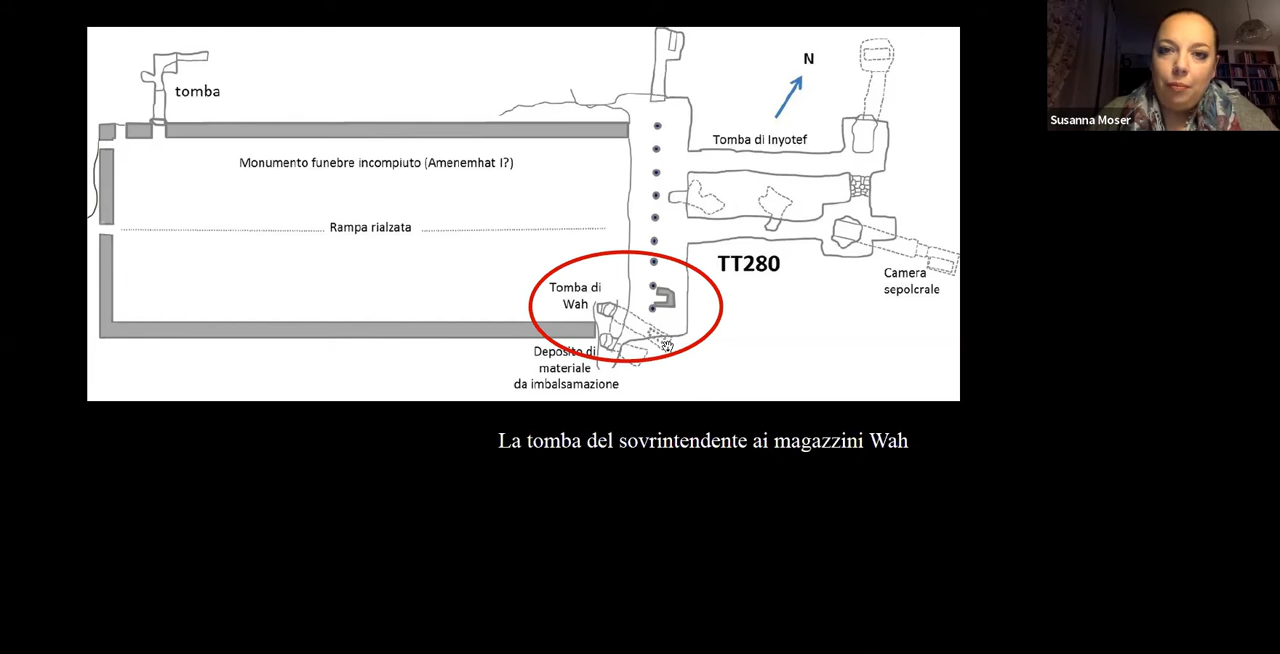 N
tomba
Susanna Moser
Tomba di Inyotef
Monumento funebre incompiuto (Amenemhat I?)
Rampa rialzata
TT280
Camera
sepolcrale
Tomba di
Wah
Deposito di
materiale
da imbalsamazione
La tomba del sovrintendente ai magazzini Wah